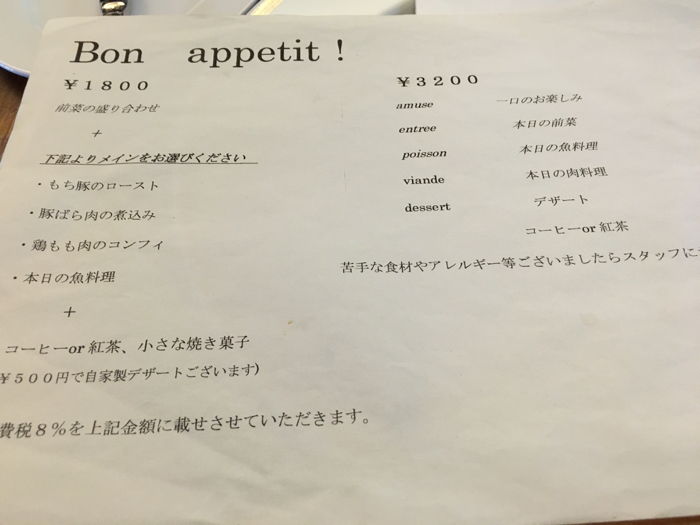 Bon appetit !
￥１８００
前菜の盛り合わせ
+
下記よりメインをお選びください
・もち豚のロースト
・豚ばら肉の煮込み
・鶏もも肉のコンフィ
・本日の魚料理
+
コーヒーor 紅茶、小さな焼き菓子
￥５００円で自家製デザートございます)
費税８％を上記金額に載せさせていただきます。
￥３２００
amuse 一口のお楽しみ
entree 本日の前菜
poisson 本日の魚料理
viande 本日の肉料理
dessert デザート
コーヒーor 紅茶
苦手な食材やアレルギー等ございましたらスタッフに